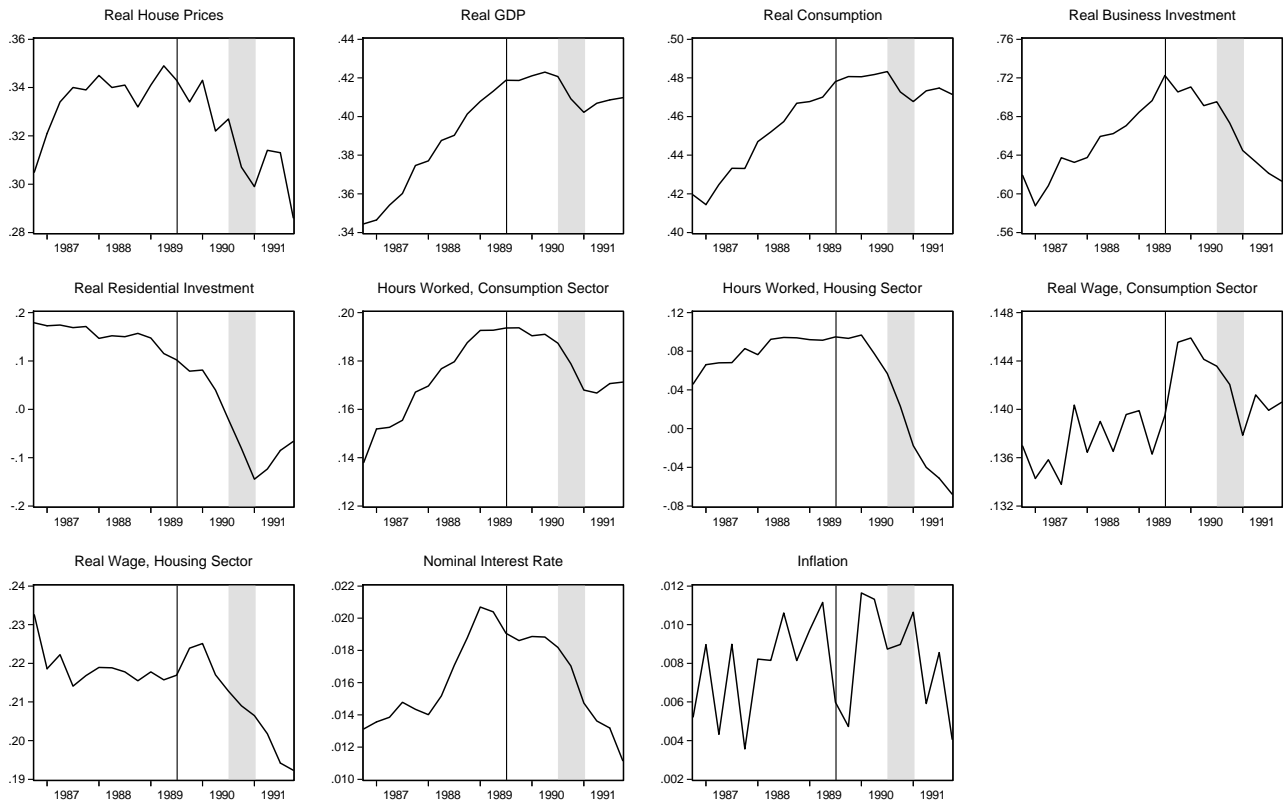 Real House Prices
.36
.34
.32
.30
.28
1987 1988 1989 1990 1991
Real GDP
.44
.42
.40
.38
.36
.34
1987 1988 1989 1990 1991
Real Consumption
.50
.48
.46
.44
.42
.40
1987 1988 1989 1990 1991
Real Business Investment
.76
.72
.68
.64
.60
.56
1987 1988 1989 1990 1991
Real Residential Investment
.2
.1
.0
-.1
-.2
1987 1988 1989 1990 1991
Hours Worked, Consumption Sector
.20
.18
.16
.14
.12
1987 1988 1989 1990 1991
Hours Worked, Housing Sector
.12
.08
.04
.00
-.04
-.08
1987 1988 1989 1990 1991
Real Wage, Consumption Sector
.148
.144
.140
.136
.132
1987 1988 1989 1990 1991
Real Wage, Housing Sector
.24
.23
.22
.21
.20
.19
1987 1988 1989 1990 1991
Nominal Interest Rate
.022
.020
.018
.016
.014
.012
.010
1987 1988 1989 1990 1991
Inflation
.012
.010
.008
.006
.004
.002
1987 1988 1989 1990 1991